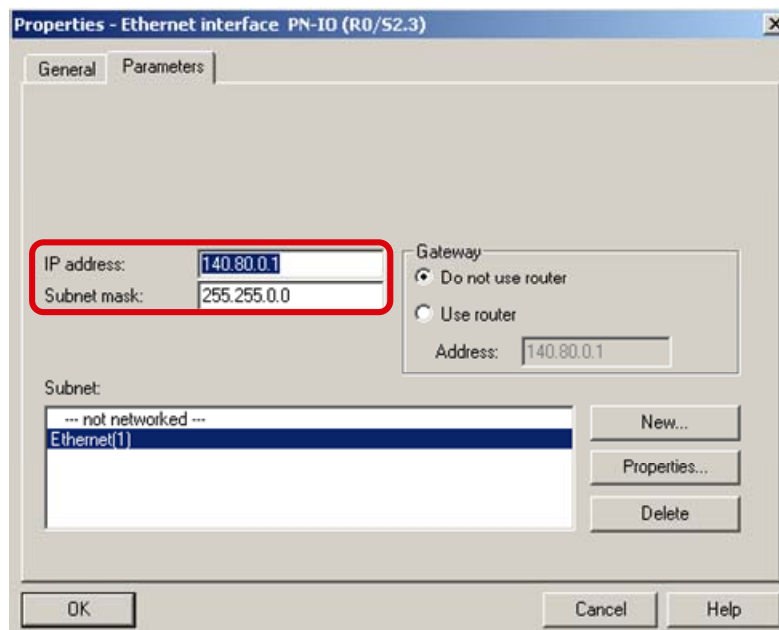 Properties - Ethernet interface PN-IO (R0/S2.3)
General Parameters
IP address: 140.80.0.1
Subnet mask: 255.255.0.0
Gateway
Do not use router
Use router
Address: 140.80.0.1
Subnet:
--- not networked ---
Ethernet(1)
New...
Properties...
Delete
OK Cancel Help